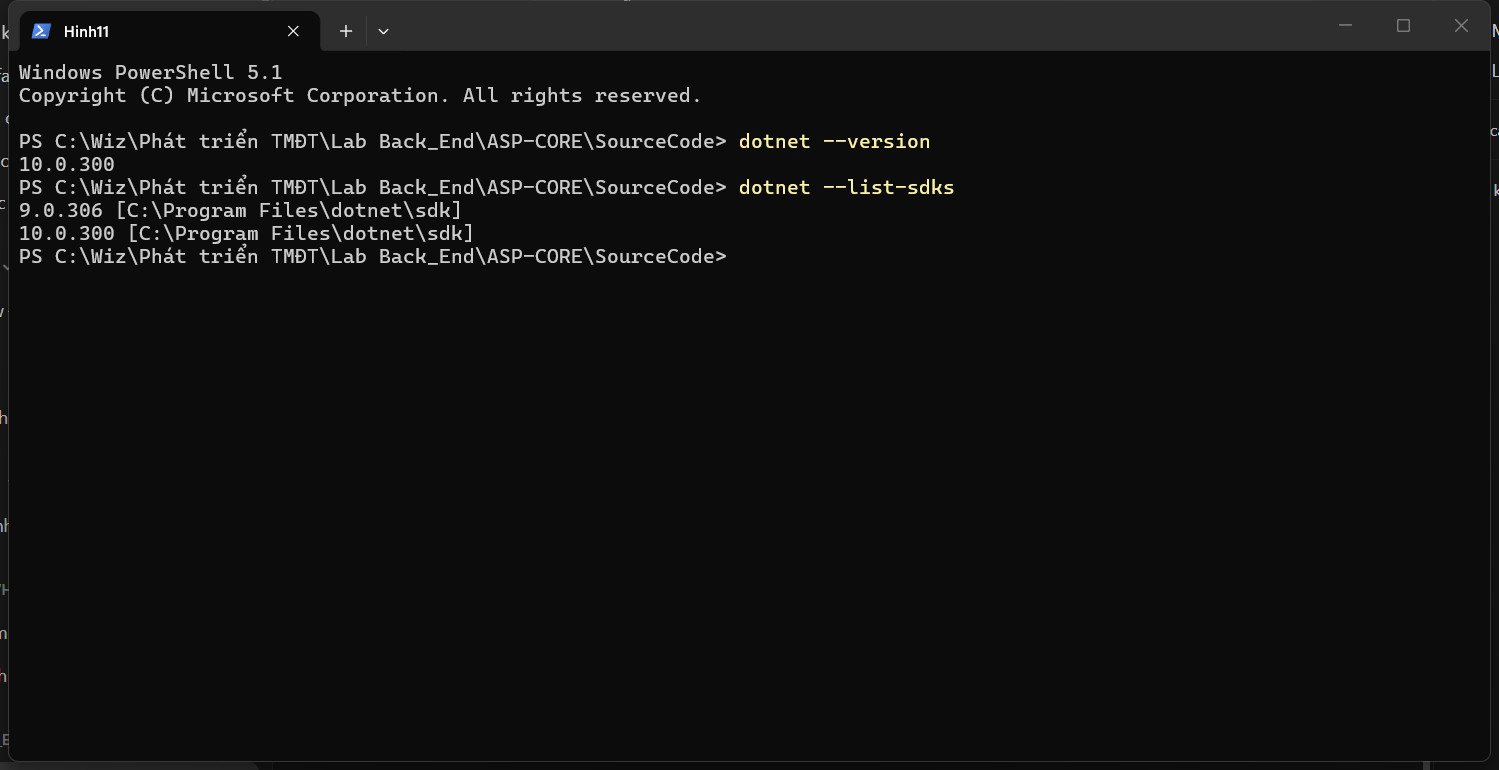 Hinh11
Windows PowerShell 5.1
Copyright (C) Microsoft Corporation. All rights reserved.
PS C:\Wiz\Phát triển TMĐT\Lab Back_End\ASP-CORE\SourceCode> dotnet --version
10.0.300
PS C:\Wiz\Phát triển TMĐT\Lab Back_End\ASP-CORE\SourceCode> dotnet --list-sdks
9.0.306 [C:\Program Files\dotnet\sdk]
10.0.300 [C:\Program Files\dotnet\sdk]
PS C:\Wiz\Phát triển TMĐT\Lab Back_End\ASP-CORE\SourceCode>